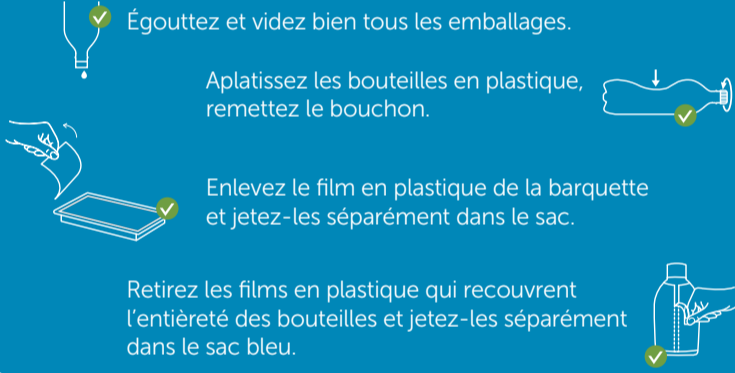 Égouttez et videz bien tous les emballages.
Aplatissez les bouteilles en plastique,
remettez le bouchon.
Enlevez le film en plastique de la barquette
et jetez-les séparément dans le sac.
Retirez les films en plastique qui recouvrent
l’entièreté des bouteilles et jetez-les séparément
dans le sac bleu.